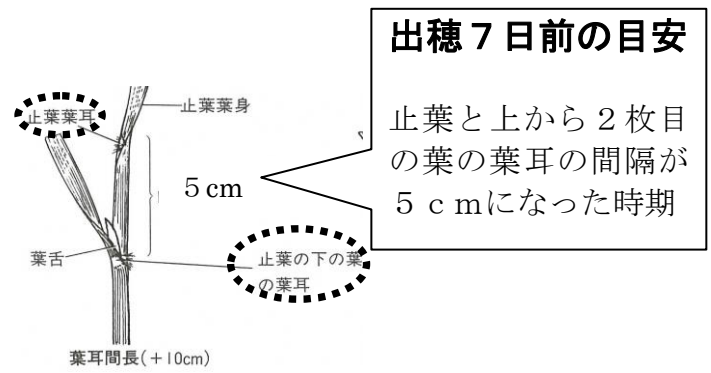 出穂７日前の目安
止葉と上から２枚目
の葉の葉耳の間隔が
５ｃｍになった時期
止葉葉耳
止葉葉身
５cm
葉舌
止葉の下の葉
の葉耳
葉耳間長(＋10cm)